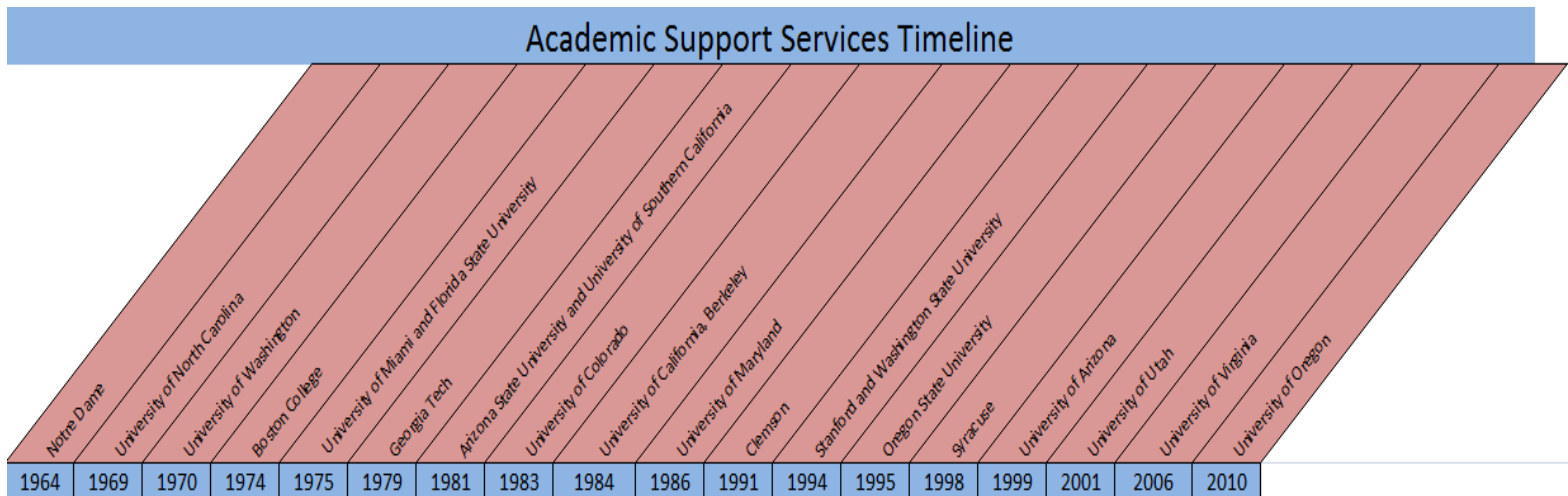 Academic Support Services Timeline
Notre Dame
University of North Carolina
University of Washington
Boston College
University of Miami and Florida State University
Georgia Tech
Arizona State University and University of Southern California
University of Colorado
University of California, Berkeley
University of Maryland
Clemson
Stanford and Washington State University
Oregon State University
Syracuse
University of Arizona
University of Utah
University of Virginia
University of Oregon
1964 1969 1970 1974 1975 1979 1981 1983 1984 1986 1991 1994 1995 1998 1999 2001 2006 2010